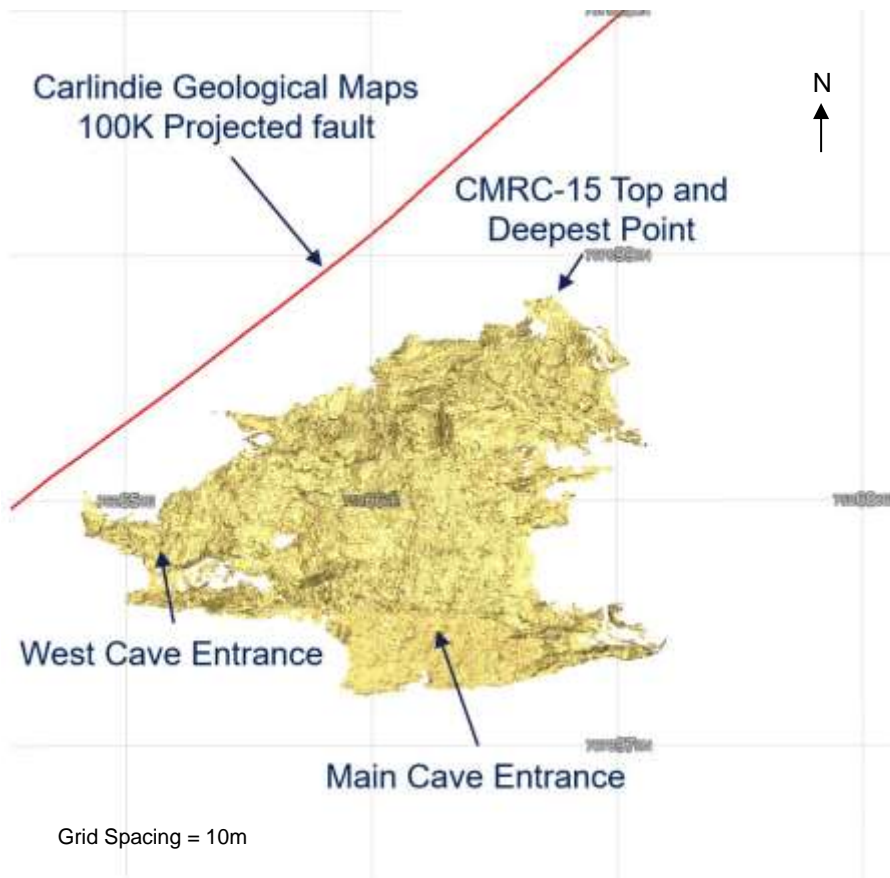 Carlindie Geological Maps
100K Projected fault
N
CMRC-15 Top and
Deepest Point
West Cave Entrance
Main Cave Entrance
Grid Spacing = 10m